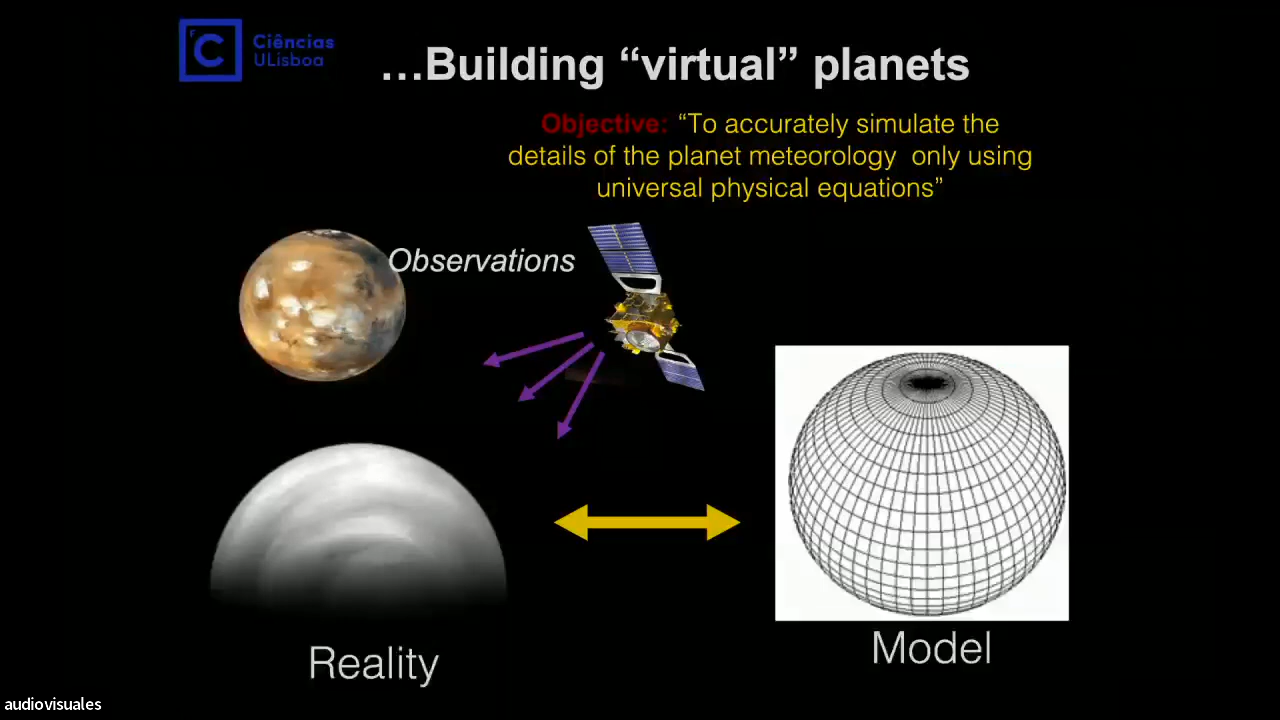 F
C
Ciências
ULisboa
…Building “virtual” planets
Objective: “To accurately simulate the
details of the planet meteorology only using
universal physical equations”
Observations
Reality
Model
audiovisuales